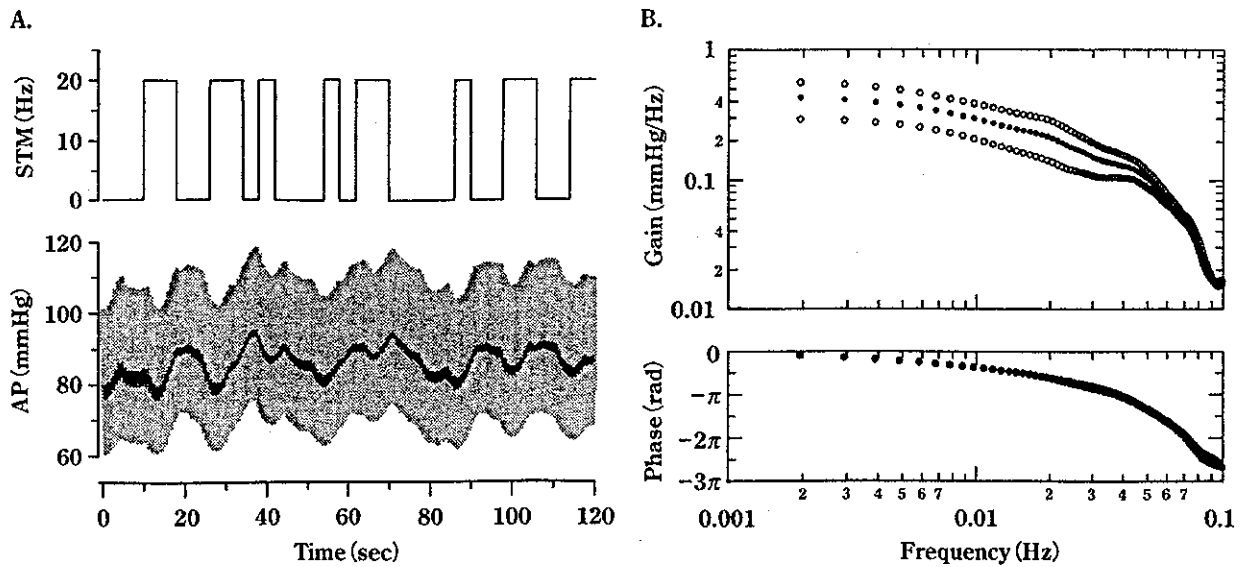 A.
STM (Hz)
20
10
0
AP (mmHg)
120
100
80
60
0 20 40 60 80 100 120
Time (sec)
B.
Gain (mmHg/Hz)
1
4
2
0.1
4
2
0.01
Phase (rad)
0
-π
-2π
-3π
2 3 4 5 6 7 2 3 4 5 6 7
0.001 0.01 0.1
Frequency (Hz)